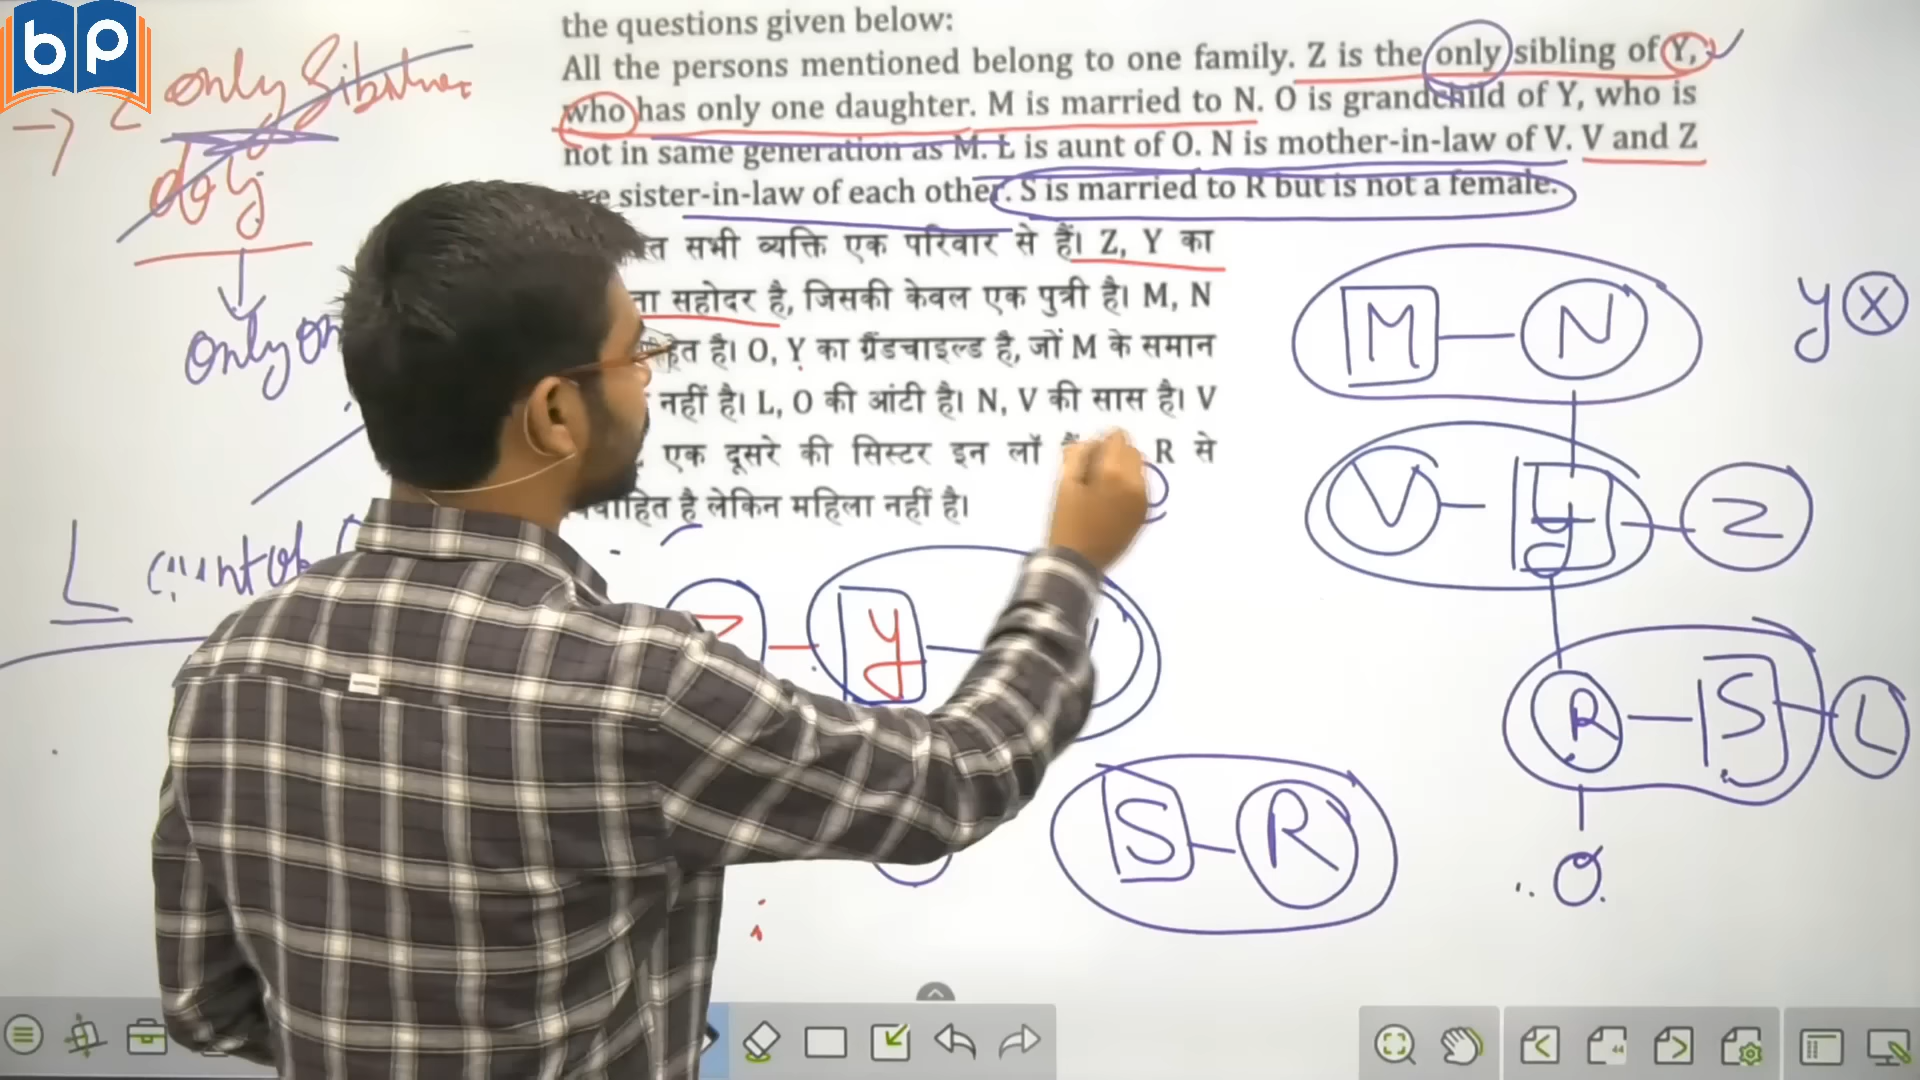 bp
the questions given below:
All the persons mentioned belong to one family. Z is the only sibling of Y,
who has only one daughter. M is married to N. O is grandchild of Y, who is
not in same generation as M. L is aunt of O. N is mother-in-law of V. V and Z
sister-in-law of each other. S is married to R but is not a female.
सभी व्यक्ति एक परिवार से हैं। Z, Y का
सहोदर है, जिसकी केवल एक पुत्री है। M, N
है। O, Y का ग्रैंडचाइल्ड है, जों M के समान
नहीं है। L, O की आंटी है। N, V की सास है। V
एक दूसरे की सिस्टर इन लॉ R से
है लेकिन महिला नहीं है।
only
only
L aunt of
M N
y X
V y Z
R S L
O
y
S R
44